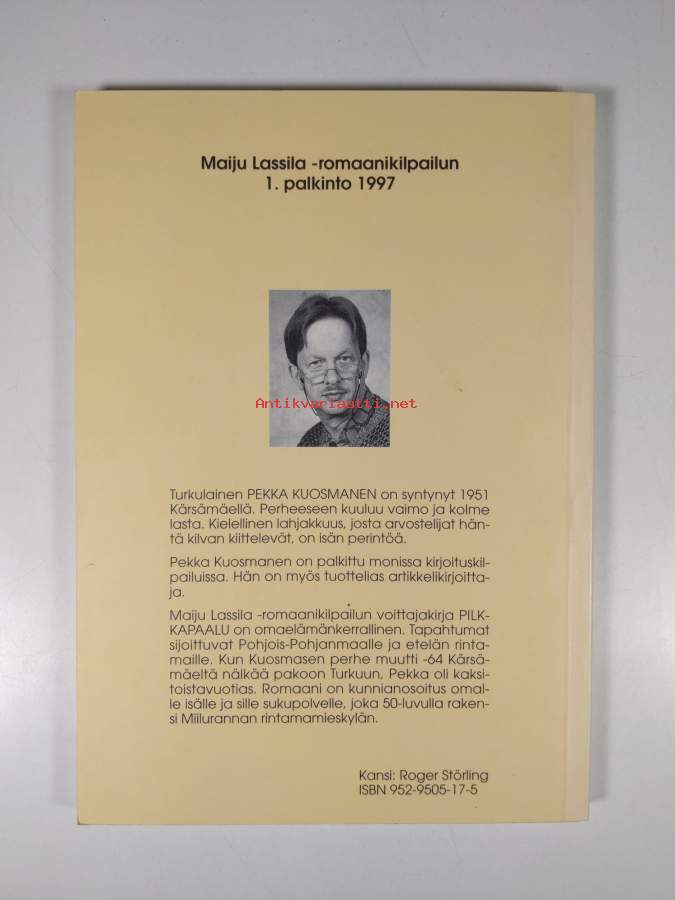 Maiju Lassila -romaanikilpailun
1. palkinto 1997
Antikvariaatti.net
Turkulainen PEKKA KUOSMANEN on syntynyt 1951
Kärsämäellä. Perheeseen kuuluu vaimo ja kolme
lasta. Kielellinen lahjakkuus, josta arvostelijat hän-
tä kilvan kiittelevät, on isän perintöä.
Pekka Kuosmanen on palkittu monissa kirjoituskil-
pailuissa. Hän on myös tuottelias artikkelikirjoitta-
ja.
Maiju Lassila -romaanikilpailun voittajakirja PILK-
KAPAALU on omaelämänkerrallinen. Tapahtumat
sijoittuvat Pohjois-Pohjanmaalle ja etelän rinta-
maille. Kun Kuosmasen perhe muutti -64 Kärsä-
mäeltä nälkää pakoon Turkuun, Pekka oli kaksi-
toistavuotias. Romaani on kunnianosoitus omal-
le isälle ja sille sukupolvelle, joka 50-luvulla raken-
si Miilurannan rintamamieskylän.
Kansi: Roger Störling
ISBN 952-9505-17-5